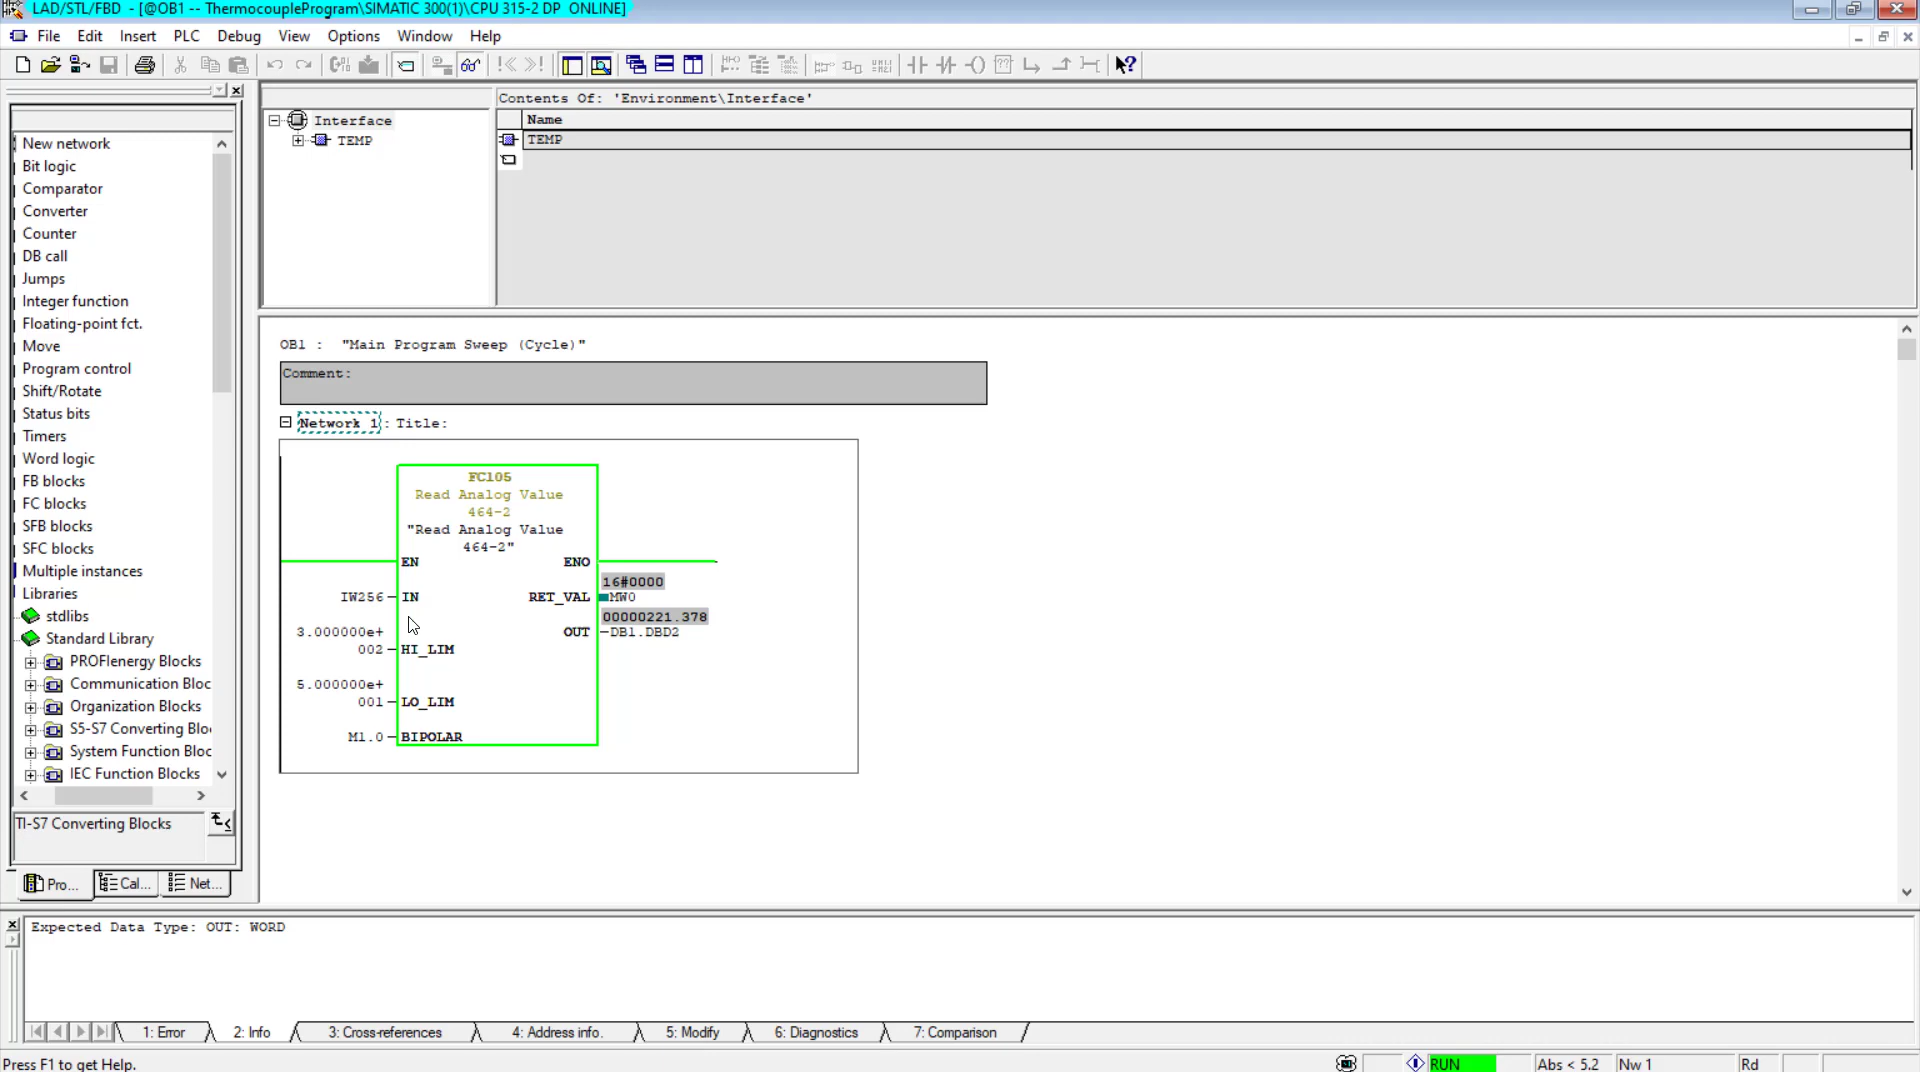 LAD/STL/FBD - [@OB1 -- ThermocoupleProgram\SIMATIC 300(1)\CPU 315-2 DP ONLINE]
File Edit Insert PLC Debug View Options Window Help
New network
Bit logic
Comparator
Converter
Counter
DB call
Jumps
Integer function
Floating-point fct.
Move
Program control
Shift/Rotate
Status bits
Timers
Word logic
FB blocks
FC blocks
SFB blocks
SFC blocks
Multiple instances
Libraries
stdlibs
Standard Library
PROFIenergy Blocks
Communication Bloc
Organization Blocks
S5-S7 Converting Blo
System Function Bloc
IEC Function Blocks
TI-S7 Converting Blocks
Pro... Cal... Net...
Interface
TEMP
Contents Of: 'Environment\Interface'
Name
TEMP
OB1 : "Main Program Sweep (Cycle)"
Comment:
Network 1: Title:
FC105
Read Analog Value
464-2
"Read Analog Value
464-2"
EN ENO
16#0000
IW256 IN RET_VAL MW0
00000221.378
3.000000e+ OUT DB1.DBD2
002 HI_LIM
5.000000e+
001 LO_LIM
M1.0 BIPOLAR
Expected Data Type: OUT: WORD
1: Error 2: Info 3: Cross-references 4: Address info. 5: Modify 6: Diagnostics 7: Comparison
Press F1 to get Help. RUN Abs < 5.2 Nw 1 Rd